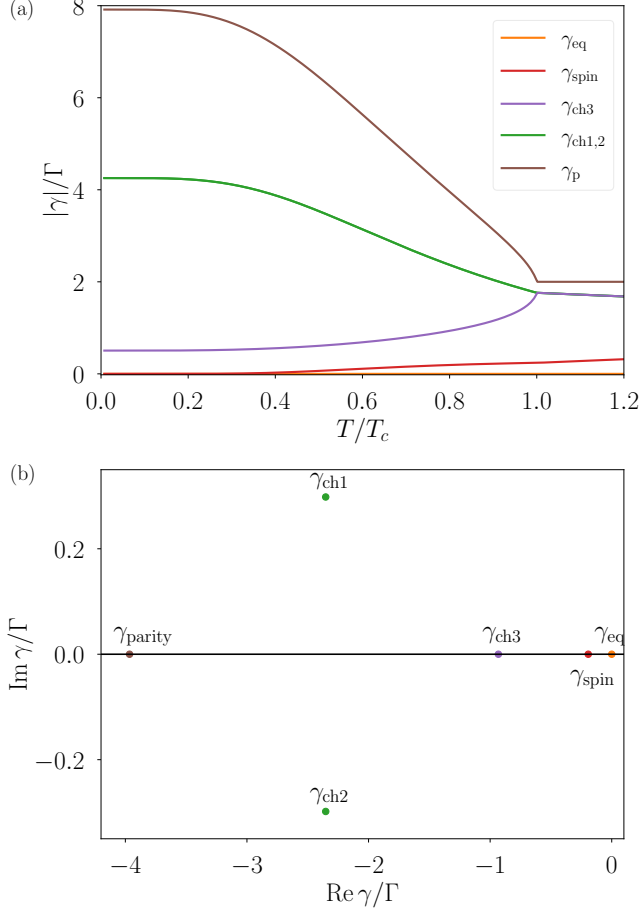 (a)
8
6
4
2
0
|γ|/Γ
γeq
γspin
γch3
γch1,2
γp
0.0 0.2 0.4 0.6 0.8 1.0 1.2
T/Tc
(b)
γch1
0.2
γparity γch3 γeq
0.0
Im γ/Γ
γspin
−0.2
γch2
−4 −3 −2 −1 0
Re γ/Γ